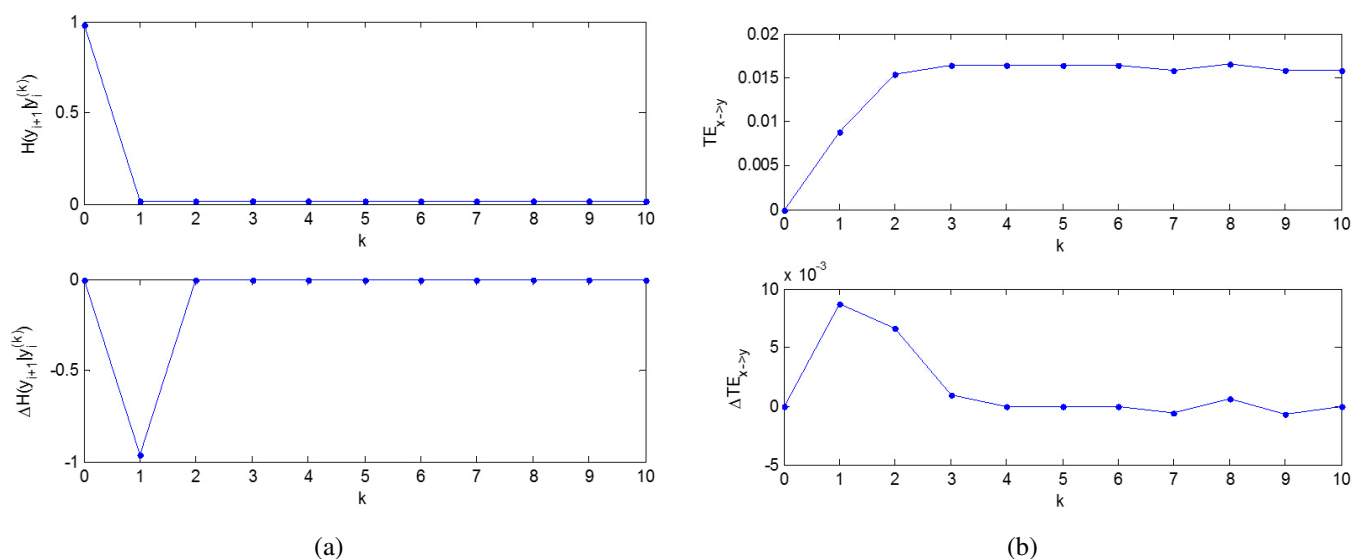 1
0.5
0
H(y_{i+1}|y_i^{(k)})
0 1 2 3 4 5 6 7 8 9 10
k
0
-0.5
-1
ΔH(y_{i+1}|y_i^{(k)})
0 1 2 3 4 5 6 7 8 9 10
k
(a)
0.02
0.015
0.01
0.005
0
TE_{x->y}
0 1 2 3 4 5 6 7 8 9 10
k
x 10^{-3}
10
5
0
-5
ΔTE_{x->y}
0 1 2 3 4 5 6 7 8 9 10
k
(b)